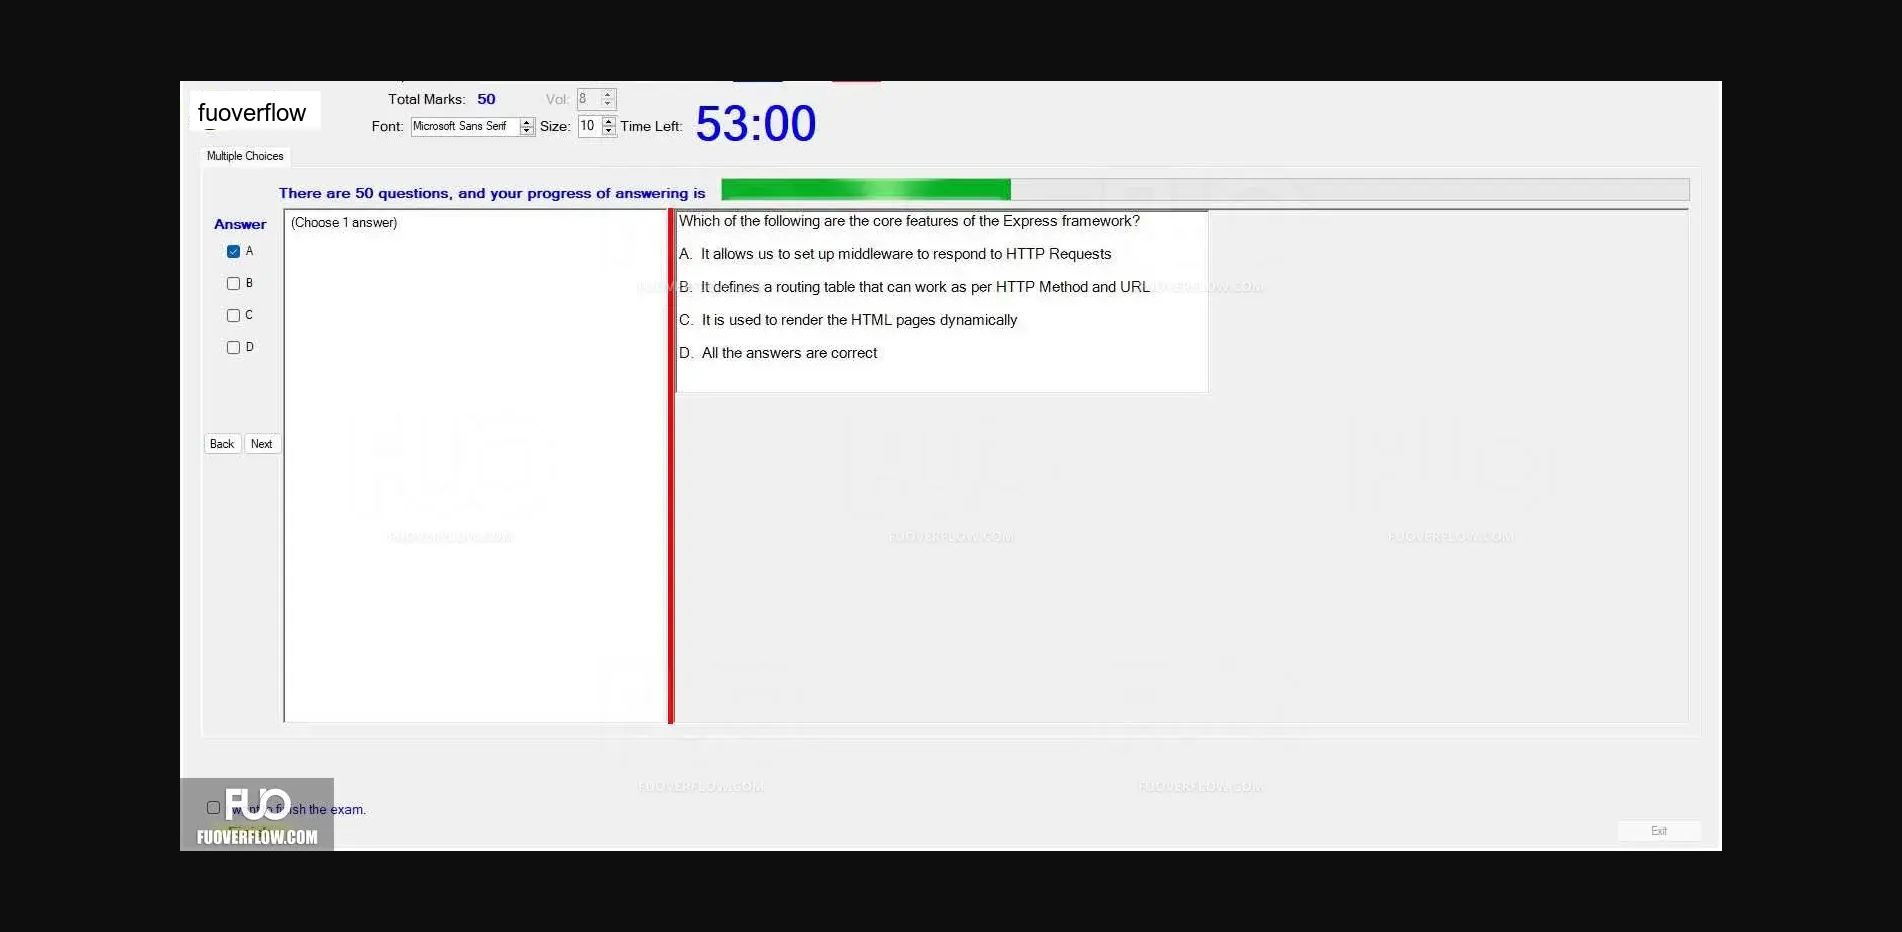 fuoverflow
Total Marks: 50
Vol: 8
Font: Microsoft Sans Serif Size: 10 Time Left: 53:00
Multiple Choices
There are 50 questions, and your progress of answering is
Answer
A
B
C
D
Back Next
(Choose 1 answer)
Which of the following are the core features of the Express framework?
A. It allows us to set up middleware to respond to HTTP Requests
B. It defines a routing table that can work as per HTTP Method and URL
C. It is used to render the HTML pages dynamically
D. All the answers are correct
FUOVERFLOW.COM
FUOVERFLOW.COM
FUOVERFLOW.COM
FUOVERFLOW.COM
FUOVERFLOW.COM
FUOVERFLOW.COM
want to finish the exam.
FUO
FUOVERFLOW.COM
Exit